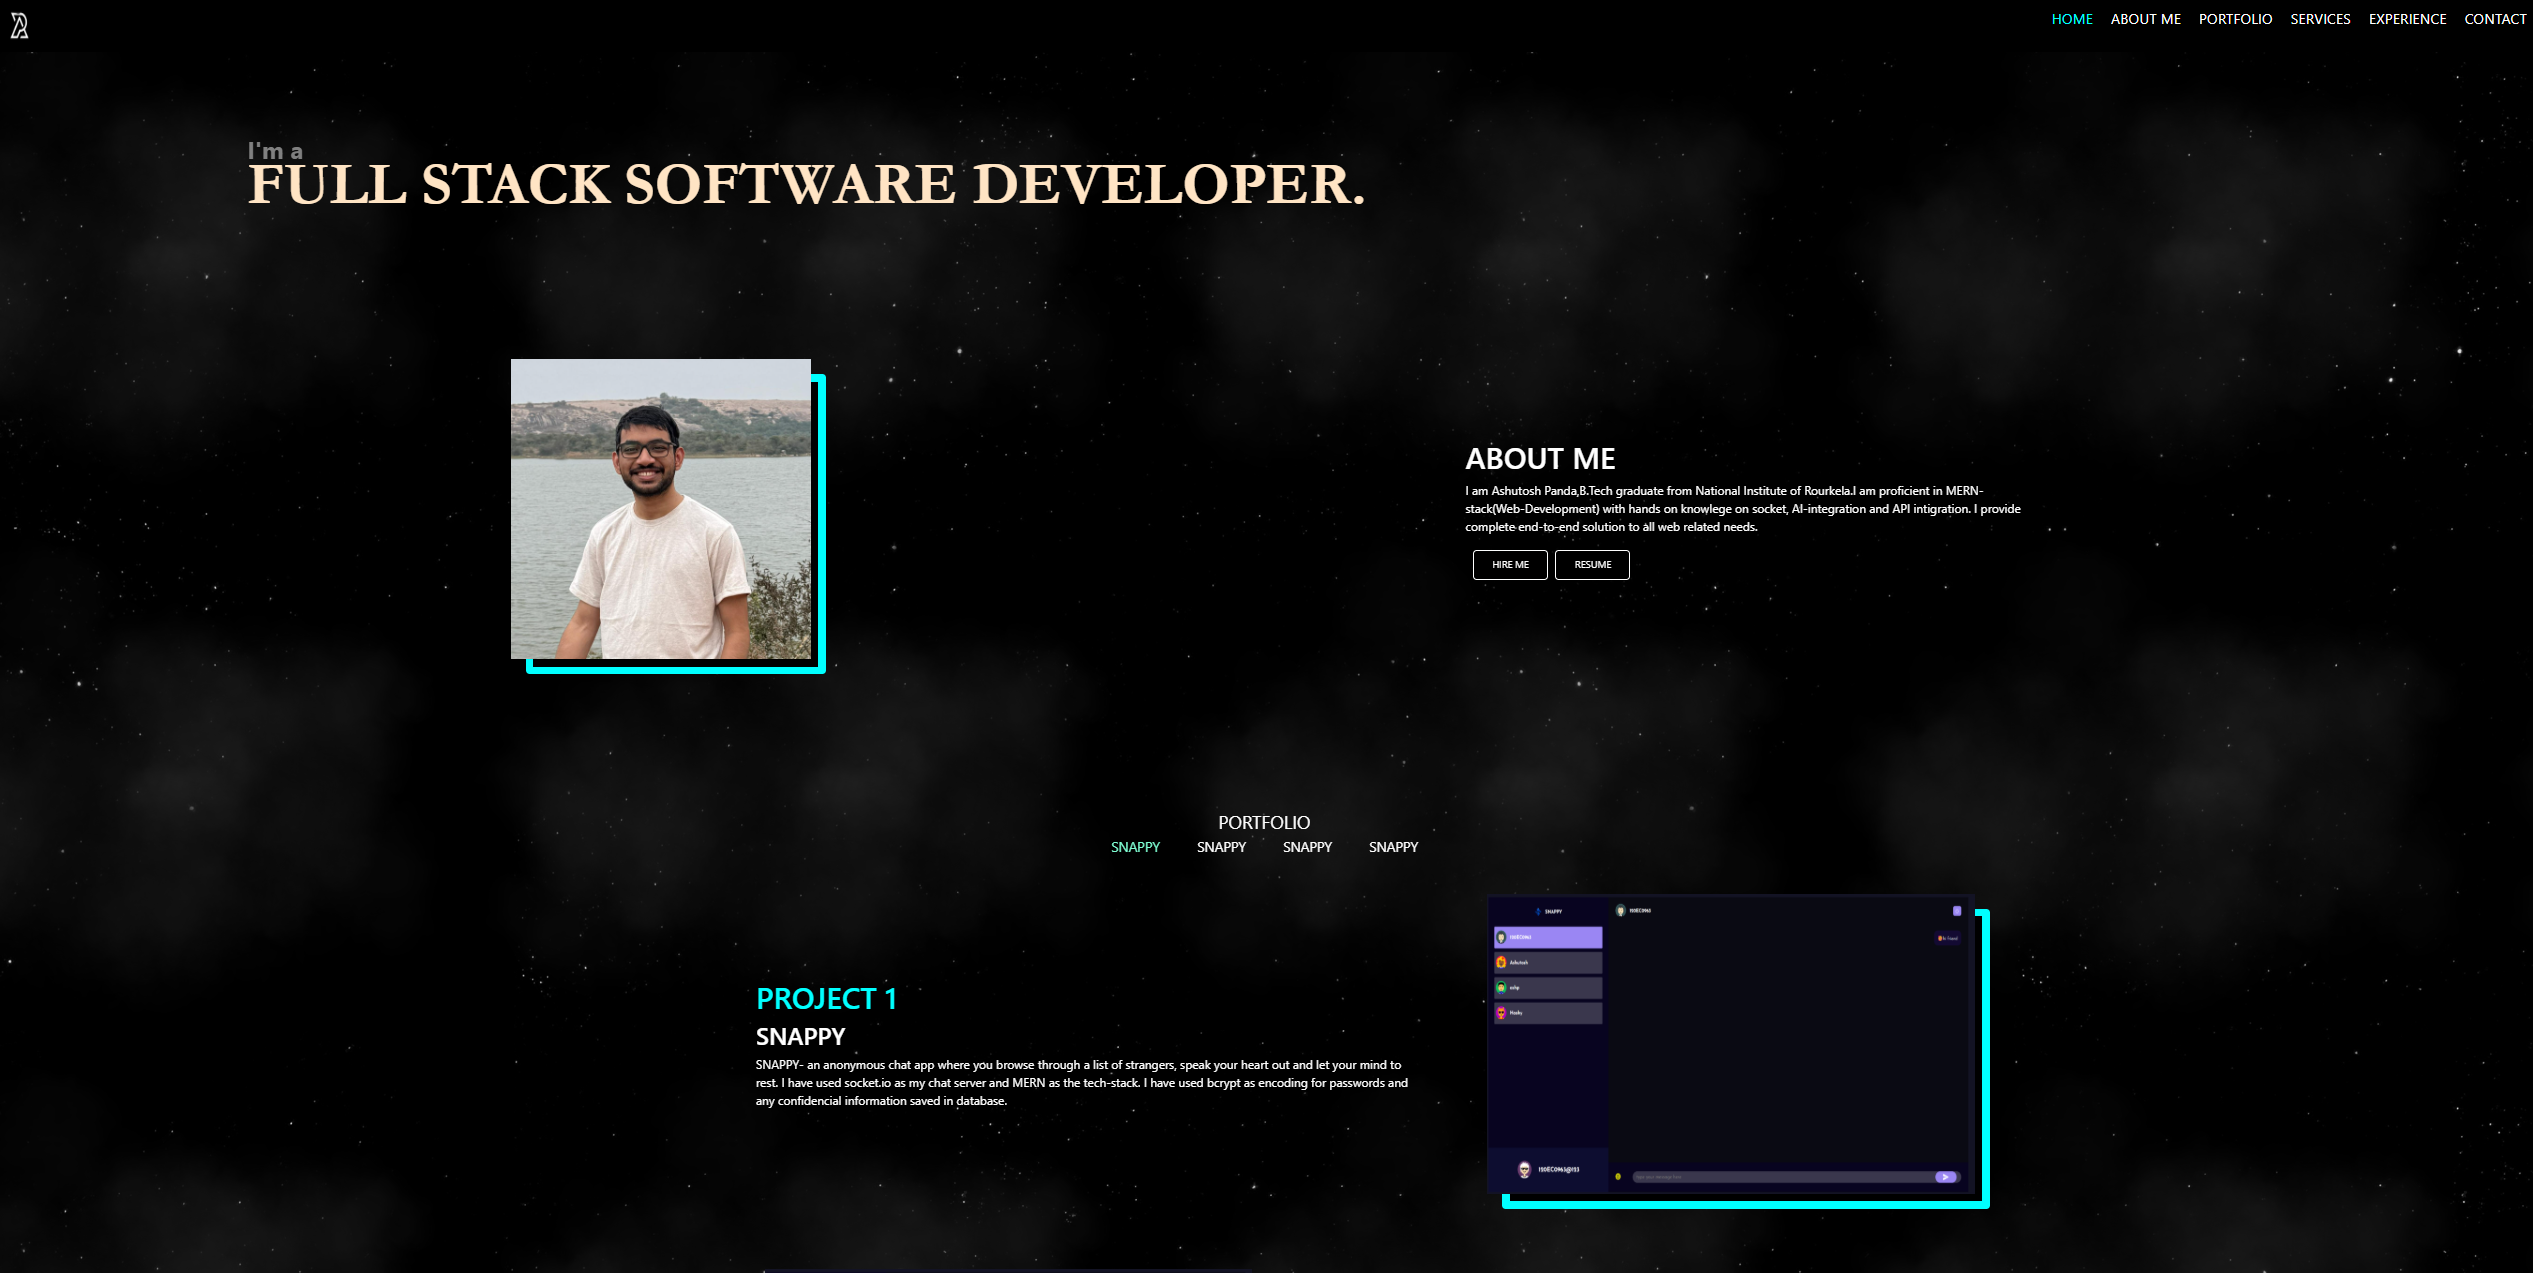 HOME ABOUT ME PORTFOLIO SERVICES EXPERIENCE CONTACT
I'm a
FULL STACK SOFTWARE DEVELOPER.
ABOUT ME
I am Ashutosh Panda,B.Tech graduate from National Institute of Rourkela.I am proficient in MERN-
stack(Web-Development) with hands on knowlege on socket, AI-integration and API intigration. I provide
complete end-to-end solution to all web related needs.
HIRE ME RESUME
PORTFOLIO
SNAPPY SNAPPY SNAPPY SNAPPY
PROJECT 1
SNAPPY
SNAPPY- an anonymous chat app where you browse through a list of strangers, speak your heart out and let your mind to
rest. I have used socket.io as my chat server and MERN as the tech-stack. I have used bcrypt as encoding for passwords and
any confidencial information saved in database.
SNAPPY
Ashutosh